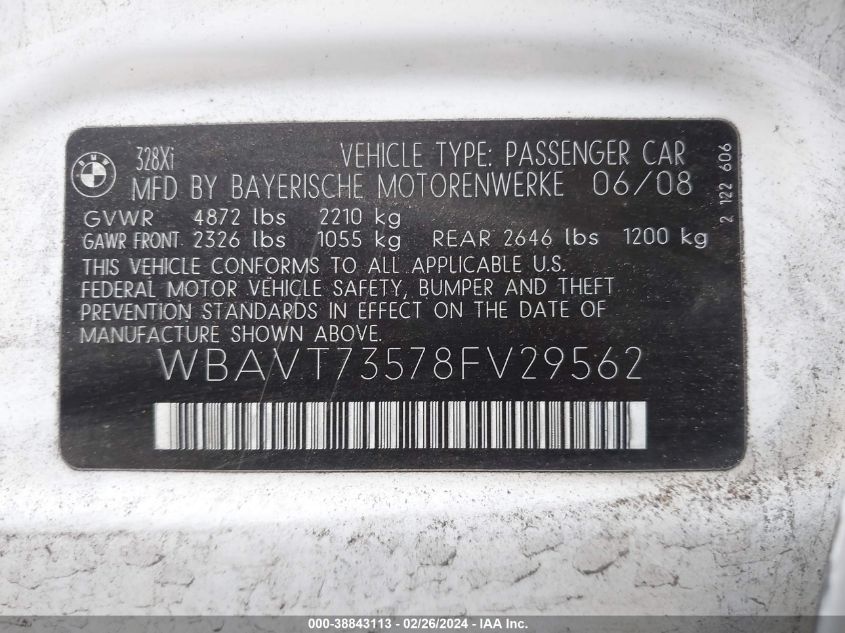 BMW
328Xi VEHICLE TYPE: PASSENGER CAR
MFD BY BAYERISCHE MOTORENWERKE 06/08
GVWR 4872 lbs 2210 kg
GAWR FRONT 2326 lbs 1055 kg REAR 2646 lbs 1200 kg
THIS VEHICLE CONFORMS TO ALL APPLICABLE U.S.
FEDERAL MOTOR VEHICLE SAFETY, BUMPER AND THEFT
PREVENTION STANDARDS IN EFFECT ON THE DATE OF
MANUFACTURE SHOWN ABOVE.
WBAVT73578FV29562
2 122 606
000-38843113 - 02/26/2024 - IAA Inc.